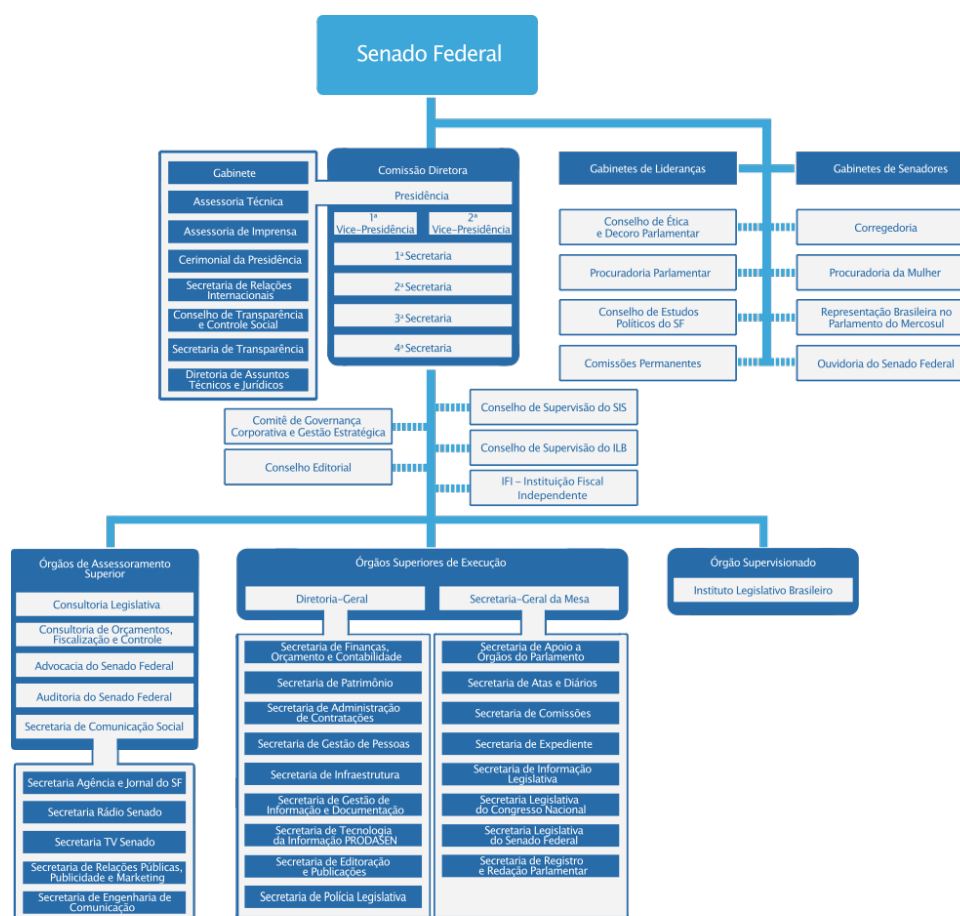 Senado Federal
Gabinete
Assessoria Técnica
Assessoria de Imprensa
Cerimonial da Presidência
Secretaria de Relações
Internacionais
Conselho de Transparência
e Controle Social
Secretaria de Transparência
Diretoria de Assuntos
Técnicos e Jurídicos
Comissão Diretora
Presidência
1ª
Vice-Presidência
2ª
Vice-Presidência
1ª Secretaria
2ª Secretaria
3ª Secretaria
4ª Secretaria
Gabinetes de Lideranças
Gabinetes de Senadores
Conselho de Ética
e Decoro Parlamentar
Corregedoria
Procuradoria Parlamentar
Procuradoria da Mulher
Conselho de Estudos
Políticos do SF
Representação Brasileira no
Parlamento do Mercosul
Comissões Permanentes
Ouvidoria do Senado Federal
Comitê de Governança
Corporativa e Gestão Estratégica
Conselho Editorial
Conselho de Supervisão do SIS
Conselho de Supervisão do ILB
IFI – Instituição Fiscal
Independente
Órgãos de Assessoramento
Superior
Consultoria Legislativa
Consultoria de Orçamentos,
Fiscalização e Controle
Advocacia do Senado Federal
Auditoria do Senado Federal
Secretaria de Comunicação Social
Secretaria Agência e Jornal do SF
Secretaria Rádio Senado
Secretaria TV Senado
Secretaria de Relações Públicas,
Publicidade e Marketing
Secretaria de Engenharia de
Comunicação
Órgãos Superiores de Execução
Diretoria-Geral
Secretaria de Finanças,
Orçamento e Contabilidade
Secretaria de Patrimônio
Secretaria de Administração
de Contratações
Secretaria de Gestão de Pessoas
Secretaria de Infraestrutura
Secretaria de Gestão de
Informação e Documentação
Secretaria de Tecnologia
da Informação PRODASEN
Secretaria de Editoração
e Publicações
Secretaria de Polícia Legislativa
Secretaria-Geral da Mesa
Secretaria de Apoio a
Órgãos do Parlamento
Secretaria de Atas e Diários
Secretaria de Comissões
Secretaria de Expediente
Secretaria de Informação
Legislativa
Secretaria Legislativa
do Congresso Nacional
Secretaria Legislativa
do Senado Federal
Secretaria de Registro
e Redação Parlamentar
Órgão Supervisionado
Instituto Legislativo Brasileiro